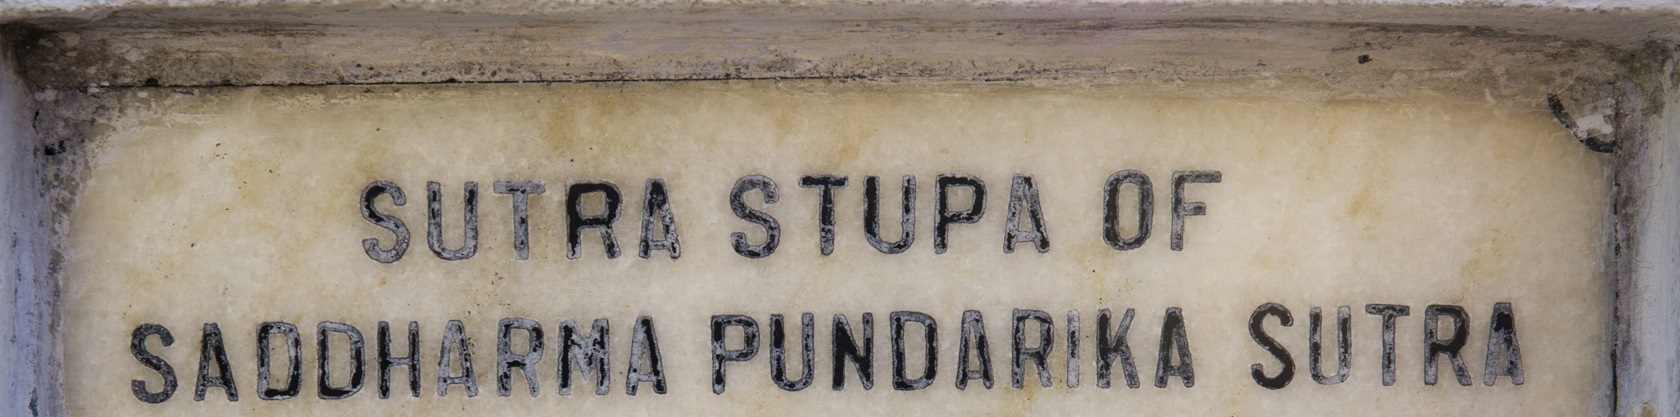 SUTRA STUPA OF
SADDHARMA PUNDARIKA SUTRA